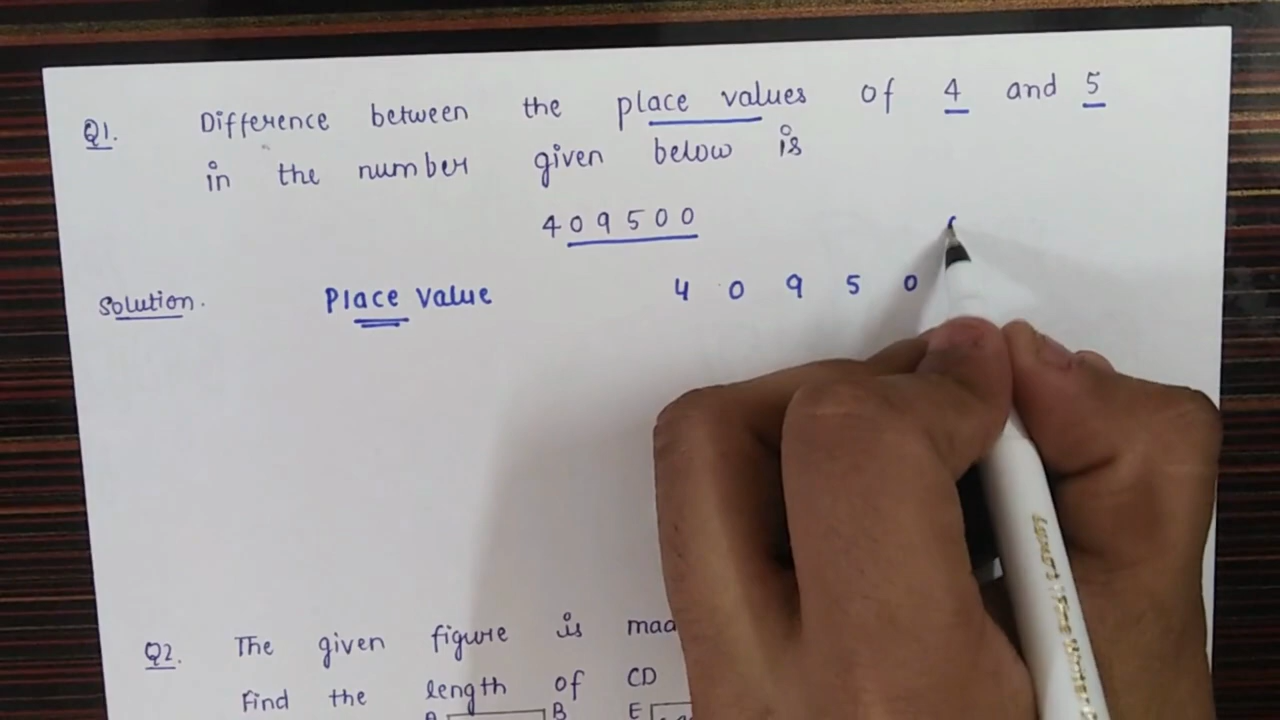 Q1. Difference between the place values of 4 and 5
in the number given below is
409500
Solution. Place Value 4 0 9 5 0
Q2. The given figure is
Find the length of CD
A B E